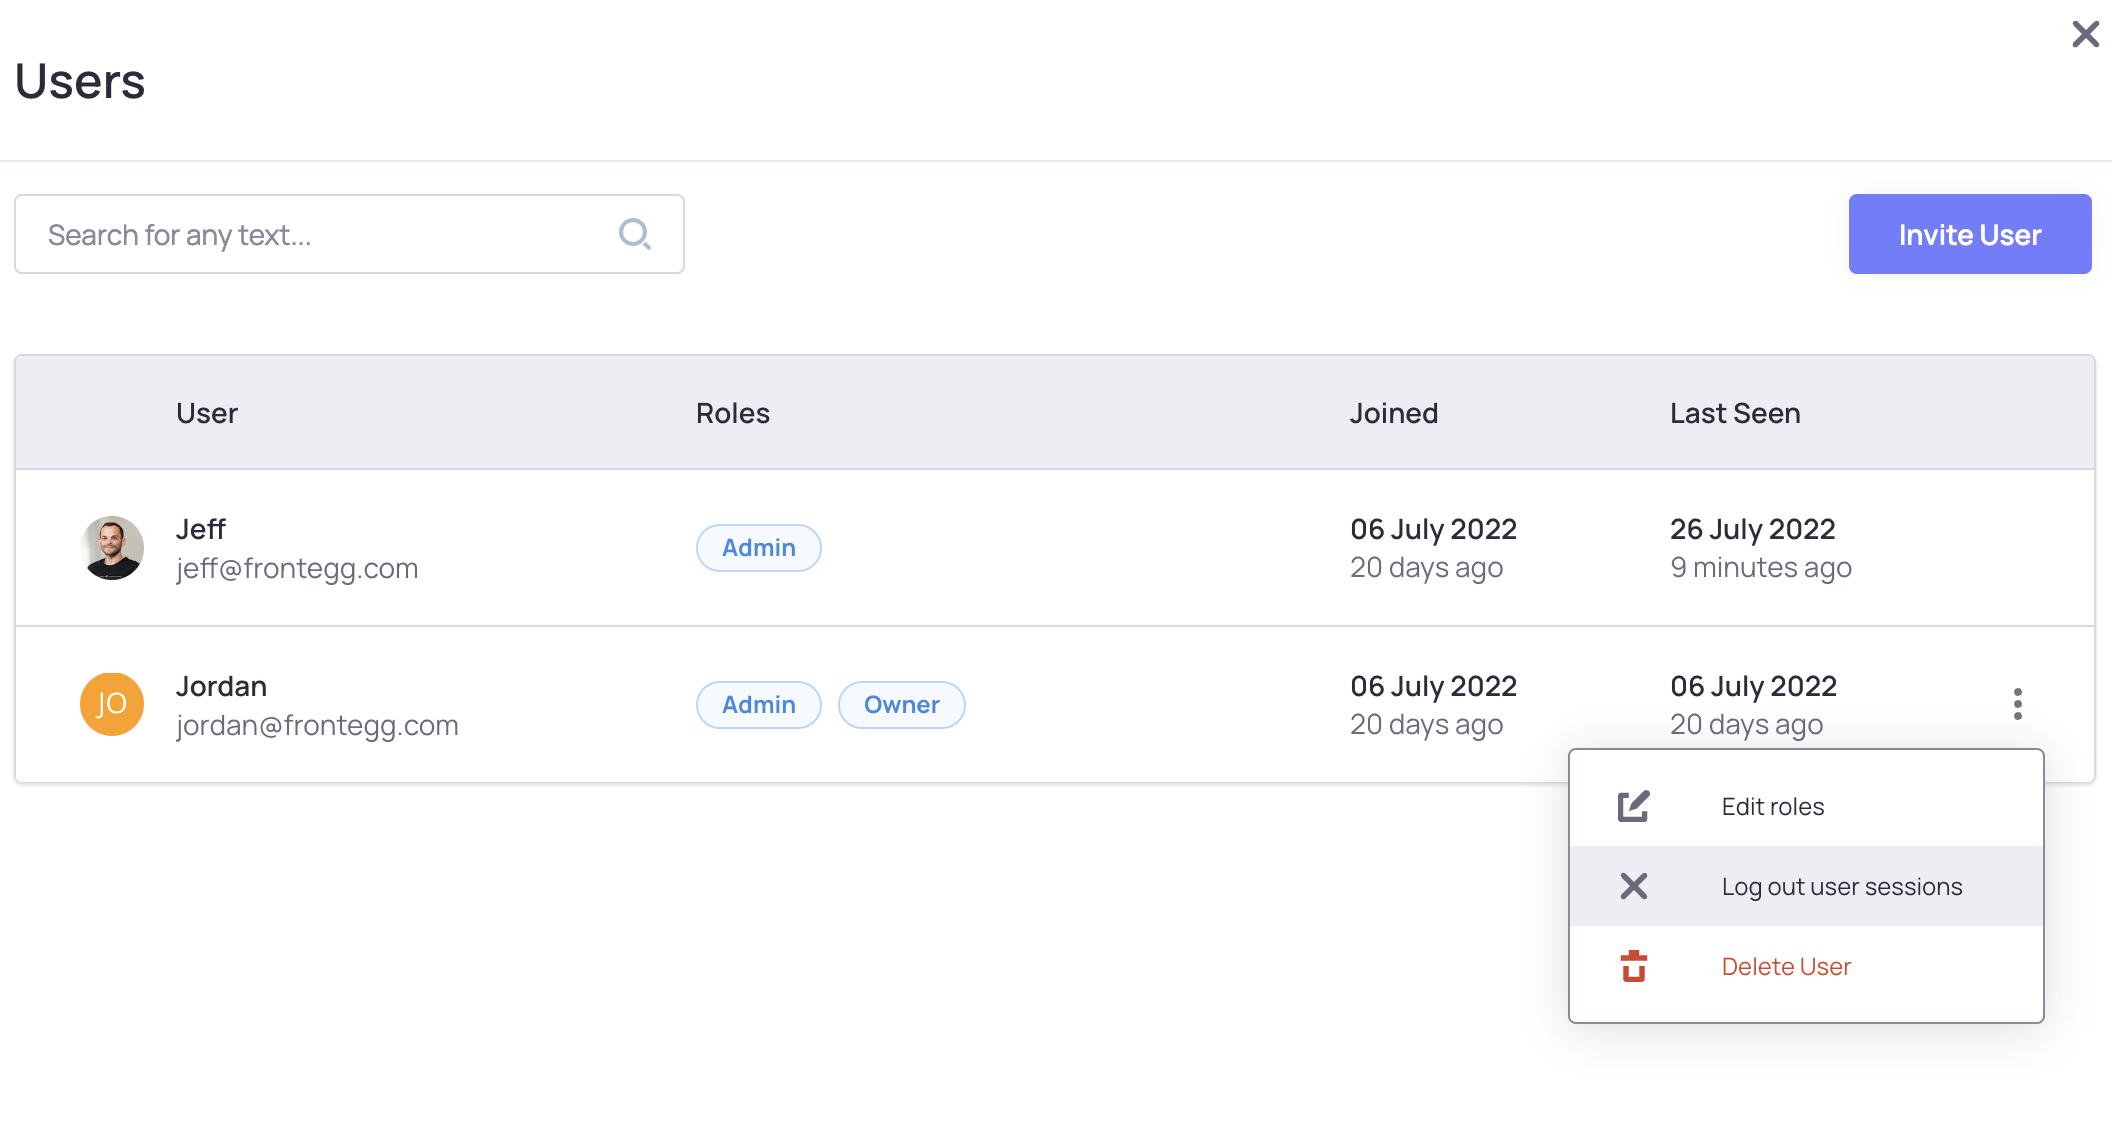 Users
Search for any text...
Invite User
User Roles Joined Last Seen
Jeff
jeff@frontegg.com
Admin
06 July 2022
20 days ago
26 July 2022
9 minutes ago
JO
Jordan
jordan@frontegg.com
Admin Owner
06 July 2022
20 days ago
06 July 2022
20 days ago
Edit roles
Log out user sessions
Delete User